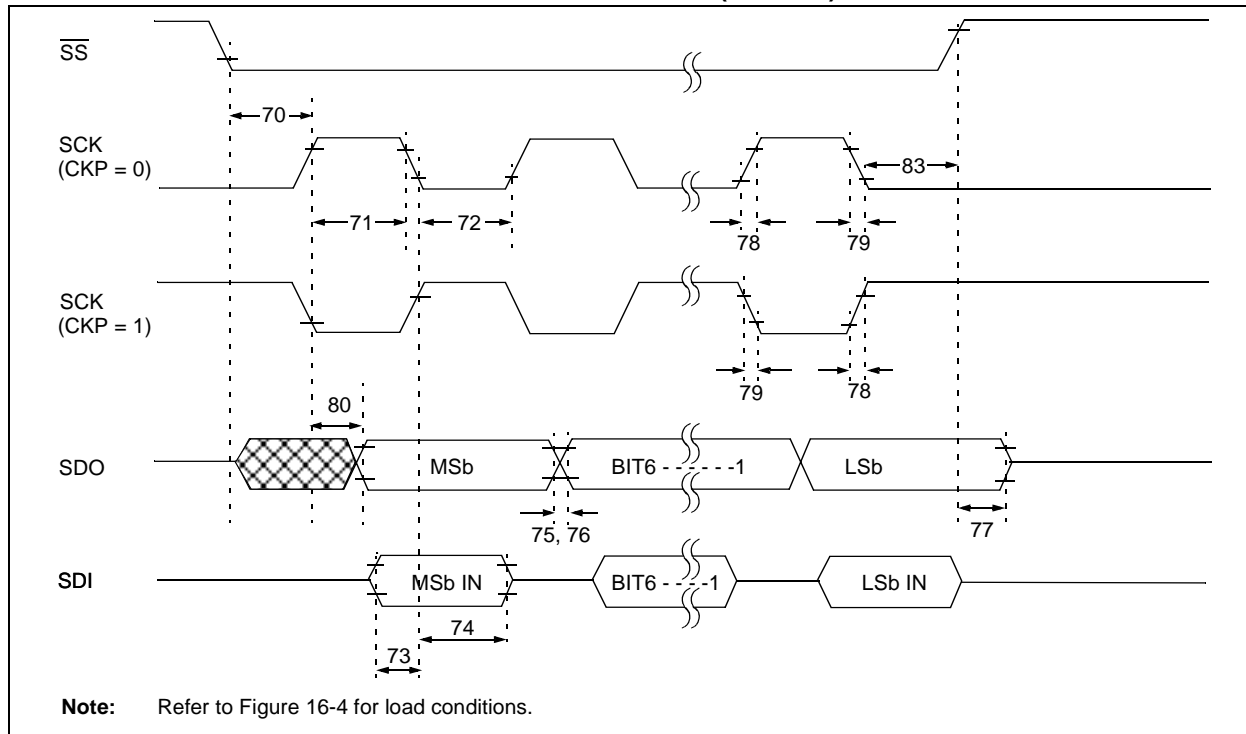 SS
70
SCK
(CKP = 0)
83
71
72
78
79
SCK
(CKP = 1)
79
78
80
SDO
MSb
BIT6 - - - - - -1
LSb
75, 76
77
SDI
MSb IN
BIT6 - - - -1
LSb IN
74
73
Note: Refer to Figure 16-4 for load conditions.